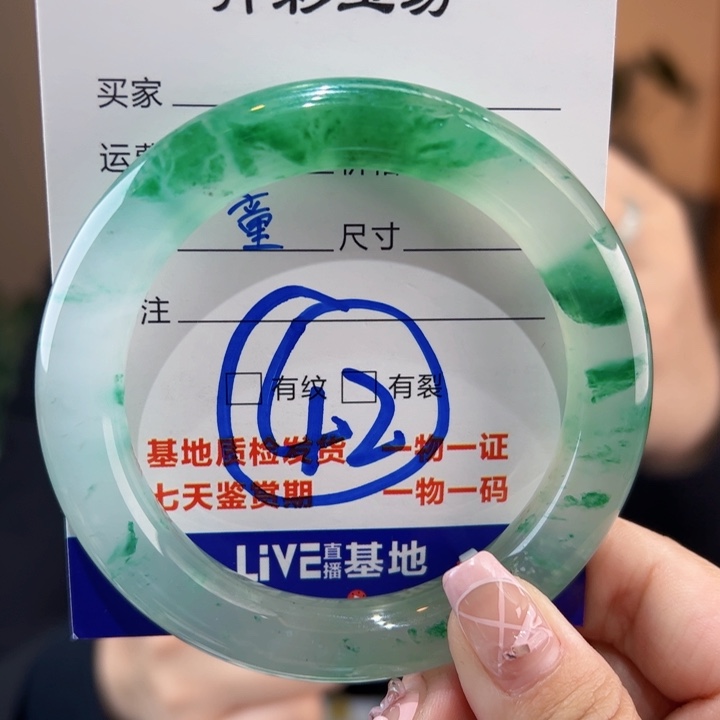 买家
童 尺寸
注
42
□有纹 □有裂
基地质检发货 一物一证
七天鉴赏期 一物一码
LiVE直播基地